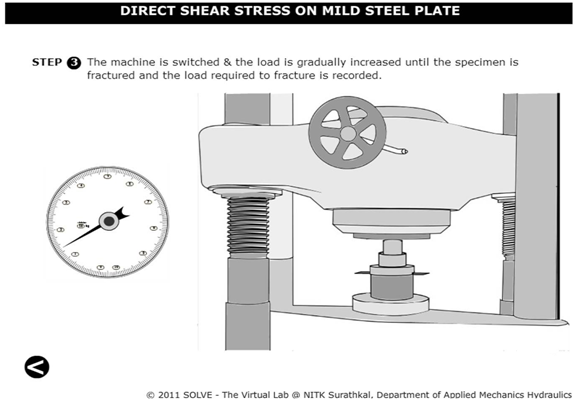 DIRECT SHEAR STRESS ON MILD STEEL PLATE
STEP 3 The machine is switched & the load is gradually increased until the specimen is
fractured and the load required to fracture is recorded.
© 2011 SOLVE - The Virtual Lab @ NITK Surathkal, Department of Applied Mechanics Hydraulics